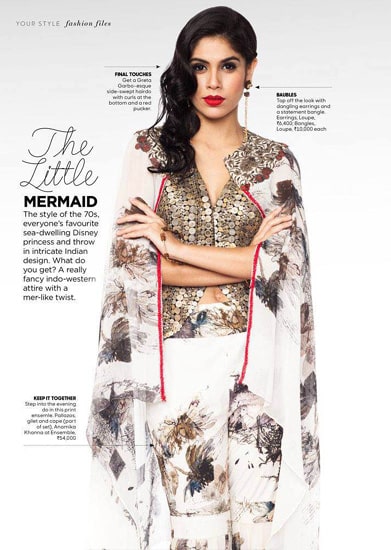 YOUR STYLE fashion files
FINAL TOUCHES
Get a Greta
Garbo-esque
side-swept hairdo
with curls at the
bottom and a red
pucker.
BAUBLES
Top off the look with
dangling earrings and
a statement bangle.
Earrings, Loupe,
₹6,400; Bangles,
Loupe, ₹10,000 each
The
Little
MERMAID
The style of the 70s,
everyone's favourite
sea-dwelling Disney
princess and throw
in intricate Indian
design. What do
you get? A really
fancy indo-western
attire with a
mer-like twist.
KEEP IT TOGETHER
Step into the evening
do in this print
ensemle. Pallazos,
gilet and cape (part
of set), Anamika
Khanna at Ensemble,
₹54,200